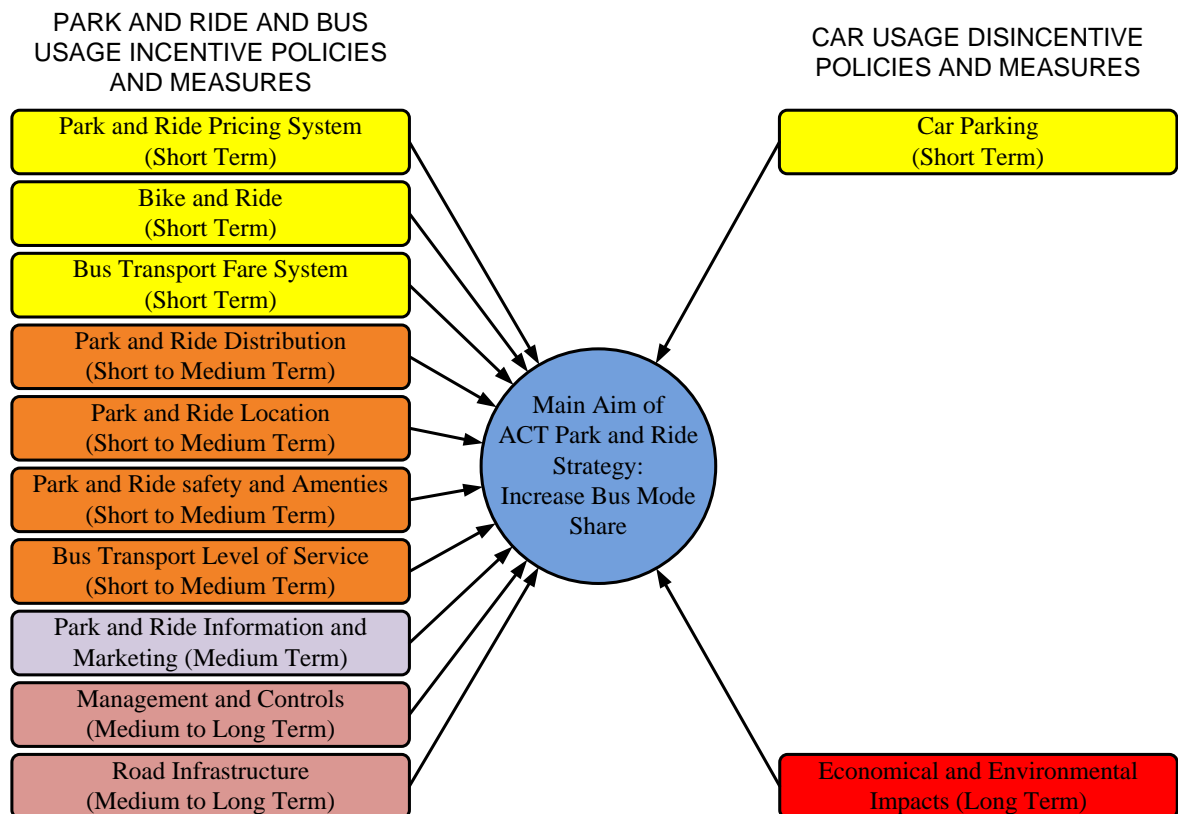 PARK AND RIDE AND BUS
USAGE INCENTIVE POLICIES
AND MEASURES
Park and Ride Pricing System
(Short Term)
Bike and Ride
(Short Term)
Bus Transport Fare System
(Short Term)
Park and Ride Distribution
(Short to Medium Term)
Park and Ride Location
(Short to Medium Term)
Park and Ride safety and Amenties
(Short to Medium Term)
Bus Transport Level of Service
(Short to Medium Term)
Park and Ride Information and
Marketing (Medium Term)
Management and Controls
(Medium to Long Term)
Road Infrastructure
(Medium to Long Term)
Main Aim of
ACT Park and Ride
Strategy:
Increase Bus Mode
Share
CAR USAGE DISINCENTIVE
POLICIES AND MEASURES
Car Parking
(Short Term)
Economical and Environmental
Impacts (Long Term)